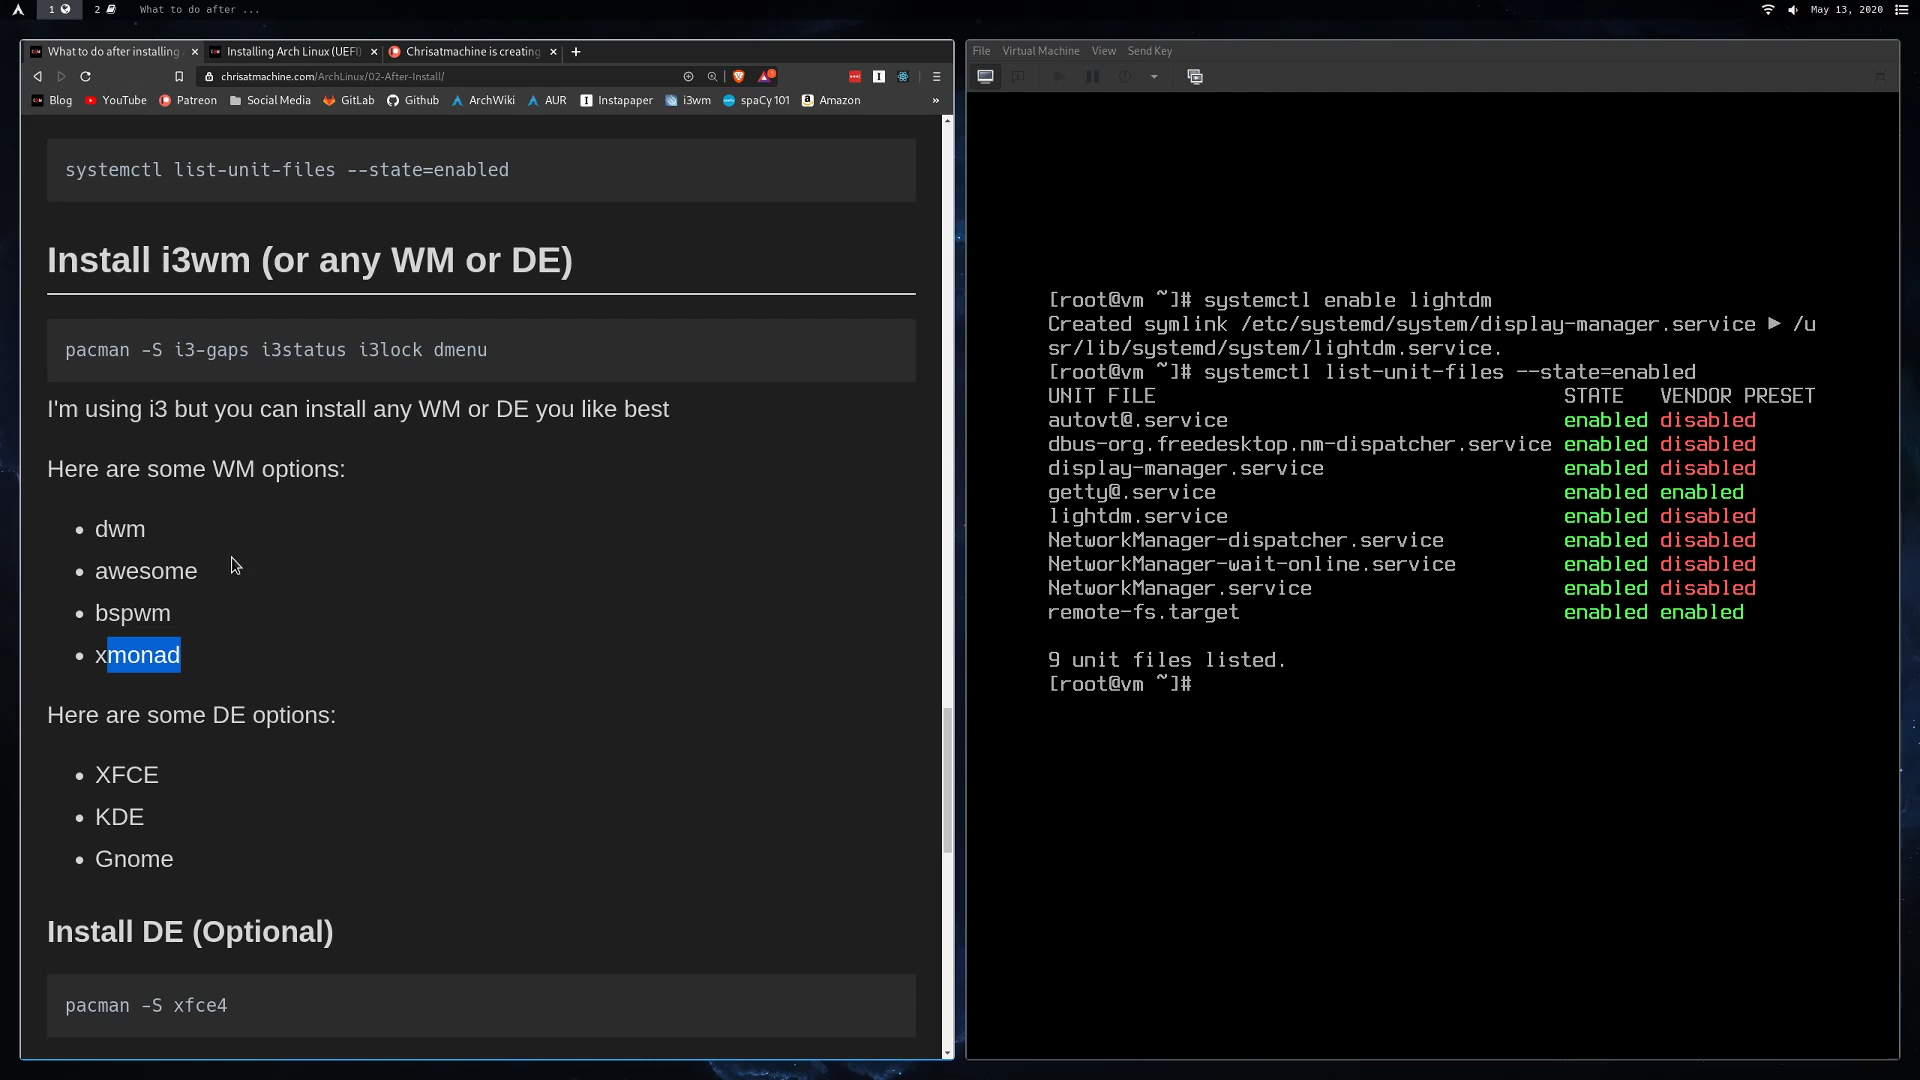 1
2
What to do after ...
May 13, 2020
What to do after installing
Installing Arch Linux (UEFI)
Chrisatmachine is creating
chrisatmachine.com/ArchLinux/02-After-Install/
Blog YouTube Patreon Social Media GitLab Github ArchWiki AUR Instapaper i3wm spaCy 101 Amazon »
systemctl list-unit-files --state=enabled
Install i3wm (or any WM or DE)
pacman -S i3-gaps i3status i3lock dmenu
I'm using i3 but you can install any WM or DE you like best
Here are some WM options:
• dwm
• awesome
• bspwm
• xmonad
Here are some DE options:
• XFCE
• KDE
• Gnome
Install DE (Optional)
pacman -S xfce4
File Virtual Machine View Send Key
[root@vm ~]# systemctl enable lightdm
Created symlink /etc/systemd/system/display-manager.service ► /u
sr/lib/systemd/system/lightdm.service.
[root@vm ~]# systemctl list-unit-files --state=enabled
UNIT FILE STATE VENDOR PRESET
autovt@.service enabled disabled
dbus-org.freedesktop.nm-dispatcher.service enabled disabled
display-manager.service enabled disabled
getty@.service enabled enabled
lightdm.service enabled disabled
NetworkManager-dispatcher.service enabled disabled
NetworkManager-wait-online.service enabled disabled
NetworkManager.service enabled disabled
remote-fs.target enabled enabled
9 unit files listed.
[root@vm ~]#